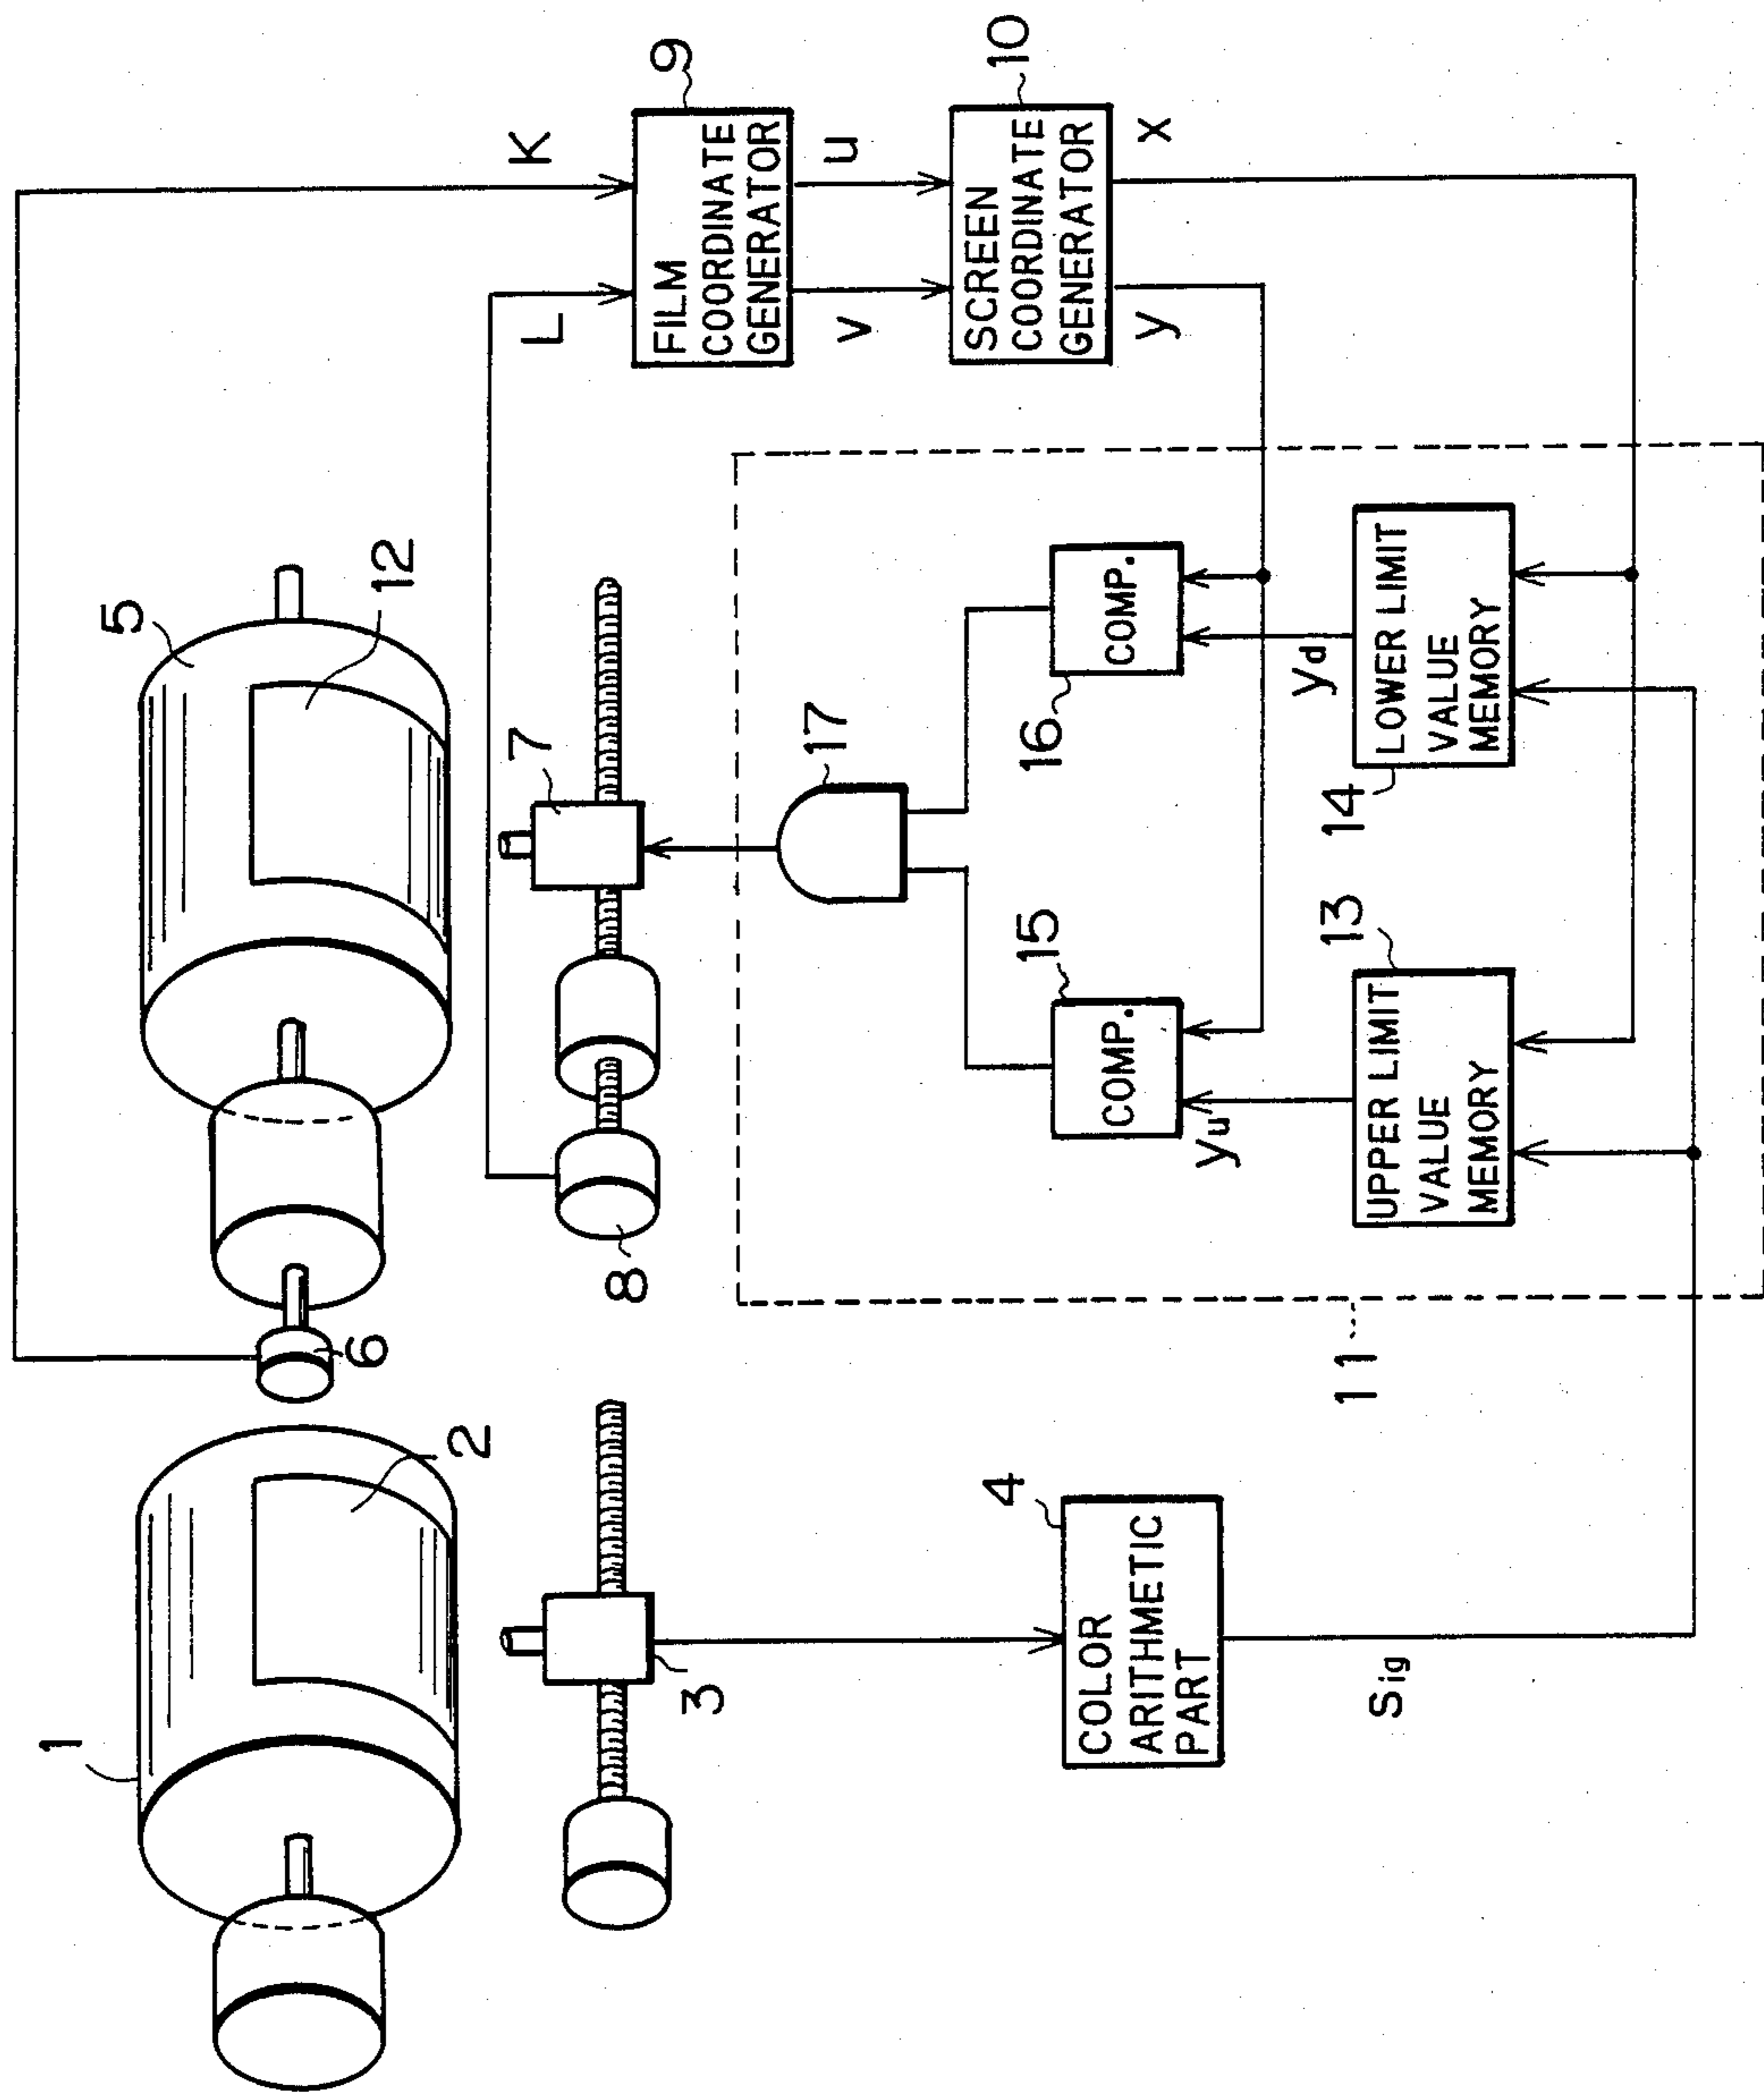 1
2
3
4
COLOR
ARITHMETIC
PART
Sig
5
12
6
7
8
K
L
9
FILM
COORDINATE
GENERATOR
u
v
10
SCREEN
COORDINATE
GENERATOR
x
y
11
17
15
COMP.
16
COMP.
yu
yd
13
UPPER LIMIT
VALUE
MEMORY
14
LOWER LIMIT
VALUE
MEMORY